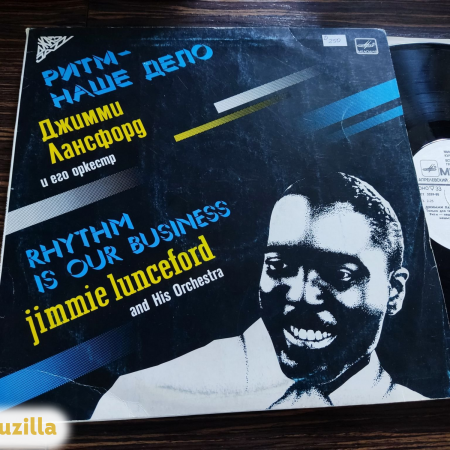 РИТМ-
НАШЕ ДЕЛО
Джимми
Лансфорд
и его оркестр
RHYTHM
IS OUR BUSINESS
jimmie lunceford
and His Orchestra
uzilla